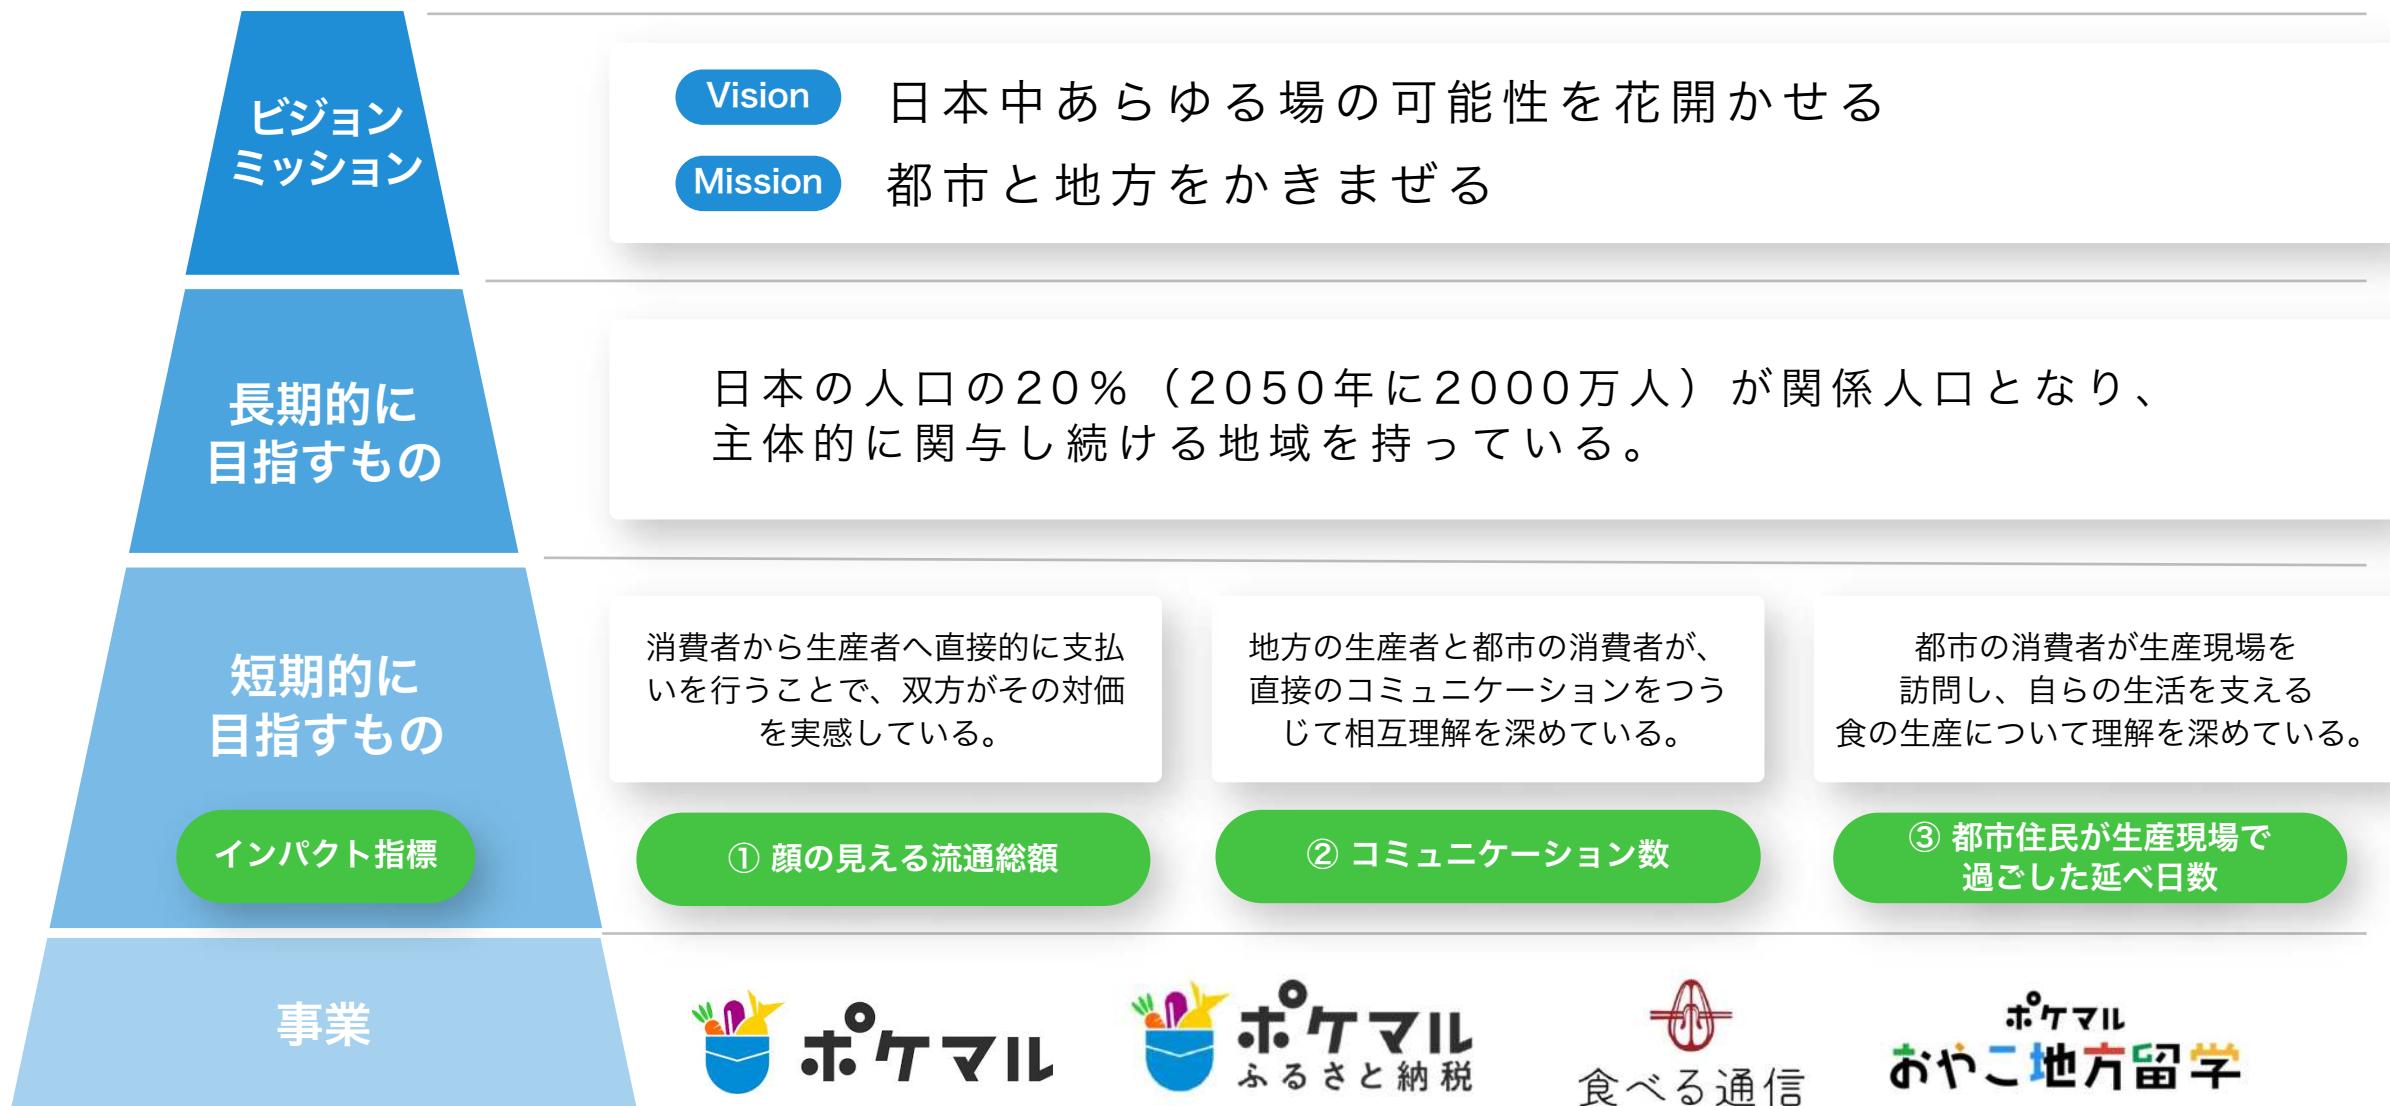 ビジョン
ミッション
Vision
日本中あらゆる場の可能性を花開かせる
Mission
都市と地方をかきまぜる
長期的に
目指すもの
日本の人口の20%（2050年に2000万人）が関係人口となり、
主体的に関与し続ける地域を持っている。
短期的に
目指すもの
インパクト指標
消費者から生産者へ直接的に支払
いを行うことで、双方がその対価
を実感している。
① 顔の見える流通総額
地方の生産者と都市の消費者が、
直接のコミュニケーションをつう
じて相互理解を深めている。
② コミュニケーション数
都市の消費者が生産現場を
訪問し、自らの生活を支える
食の生産について理解を深めている。
③ 都市住民が生産現場で
過ごした延べ日数
事業
ポケマル
ポケマル
ふるさと納税
食べる通信
ポケマル
おやこ地方留学